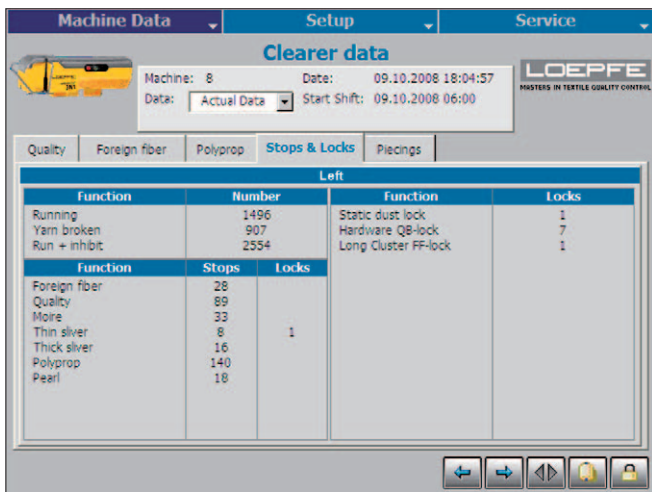 Machine Data Setup Service
Clearer data
Machine: 8 Date: 09.10.2008 18:04:57
Data: Actual Data Start Shift: 09.10.2008 06:00
LOEPFE
MASTERS IN TEXTILE QUALITY CONTROL
LOEPFE
Quality Foreign fiber Polyprop Stops & Locks Piecings
Left
Function Number Function Locks
Running 1496 Static dust lock 1
Yarn broken 907 Hardware QB-lock 7
Run + inhibit 2554 Long Cluster FF-lock 1
Function Stops Locks
Foreign fiber 28
Quality 89
Moire 33
Thin sliver 8 1
Thick sliver 16
Polyprop 140
Pearl 18